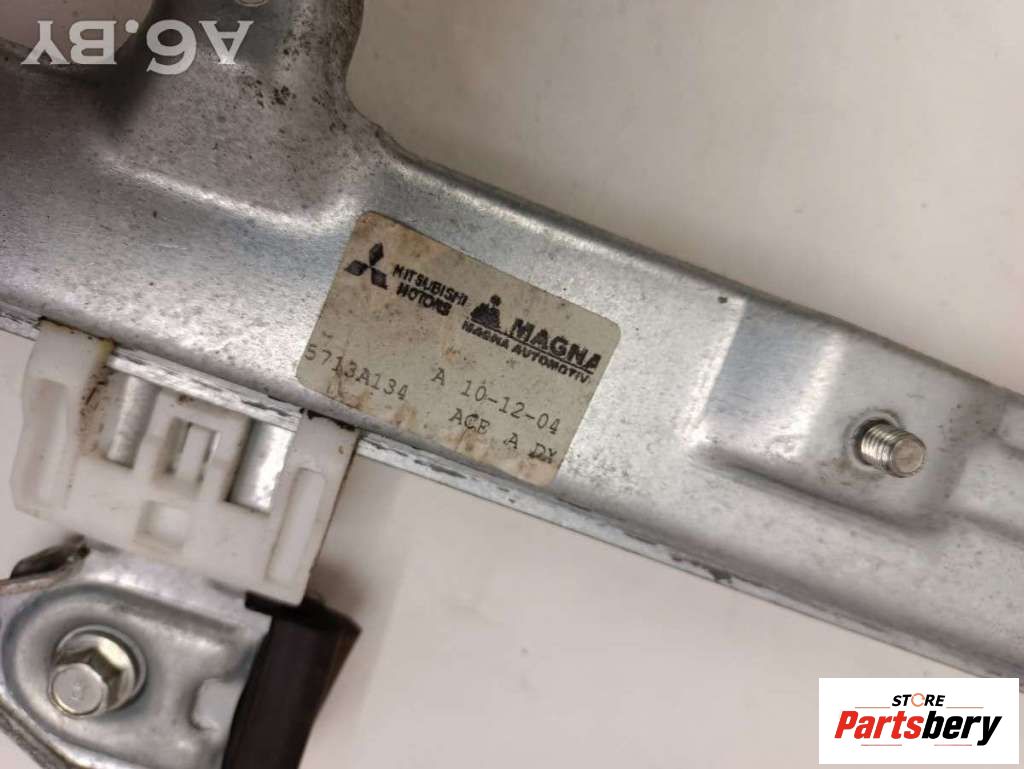 A6.BY
MITSUBISHI
MOTORS
MAGNA
MAGNA AUTOMOTIV.
A 10-12-04
5713A134 ACE A DX
STORE
Partsbery